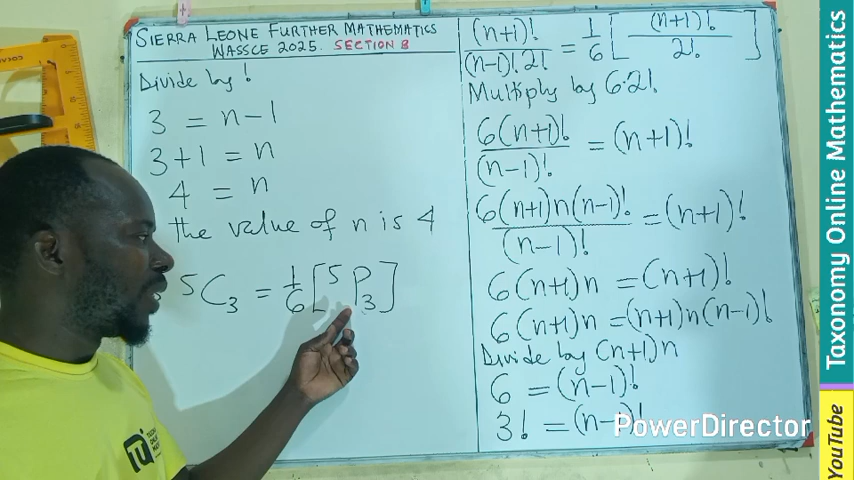 SIERRA LEONE FURTHER MATHEMATICS
WASSCE 2025. SECTION B
Divide by !
3 = n-1
3+1 = n
4 = n
the value of n is 4
⁵C₃ = 1/6[⁵P₃]
(n+1)!/(n-1)!.2! = 1/6[(n+1)!/2!]
Multiply by 6.2!
6(n+1)!/(n-1)! = (n+1)!
6(n+1)n(n-1)!/(n-1)! = (n+1)!
6(n+1)n = (n+1)!
6(n+1)n = (n+1)n(n-1)!
Divide by (n+1)n
6 = (n-1)!
3! = (n-)!
PowerDirector
Taxonomy Online Mathematics
YouTube